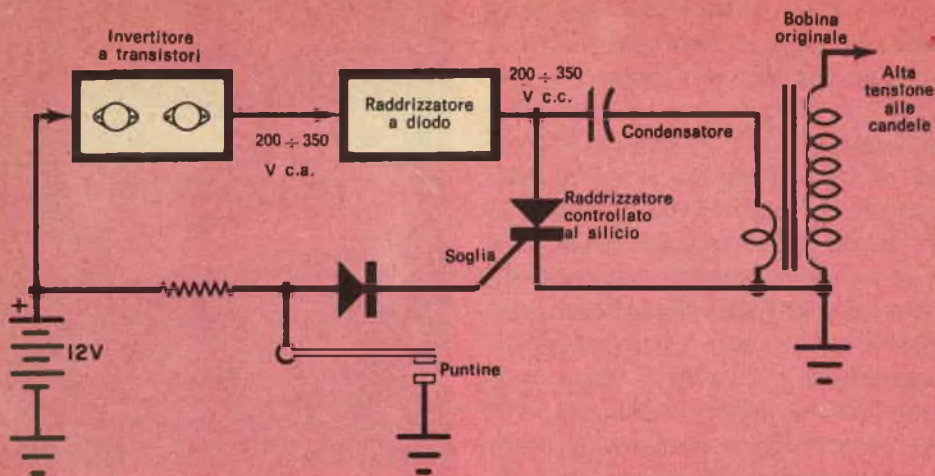 Invertitore
a transistori
200 ÷ 350
V c.a.
Raddrizzatore
a diodo
200 ÷ 350
V c.c.
Condensatore
Bobina
originale
Alta
tensione
alle
candele
Raddrizzatore
controllato
al silicio
Soglia
+
12V
Puntine